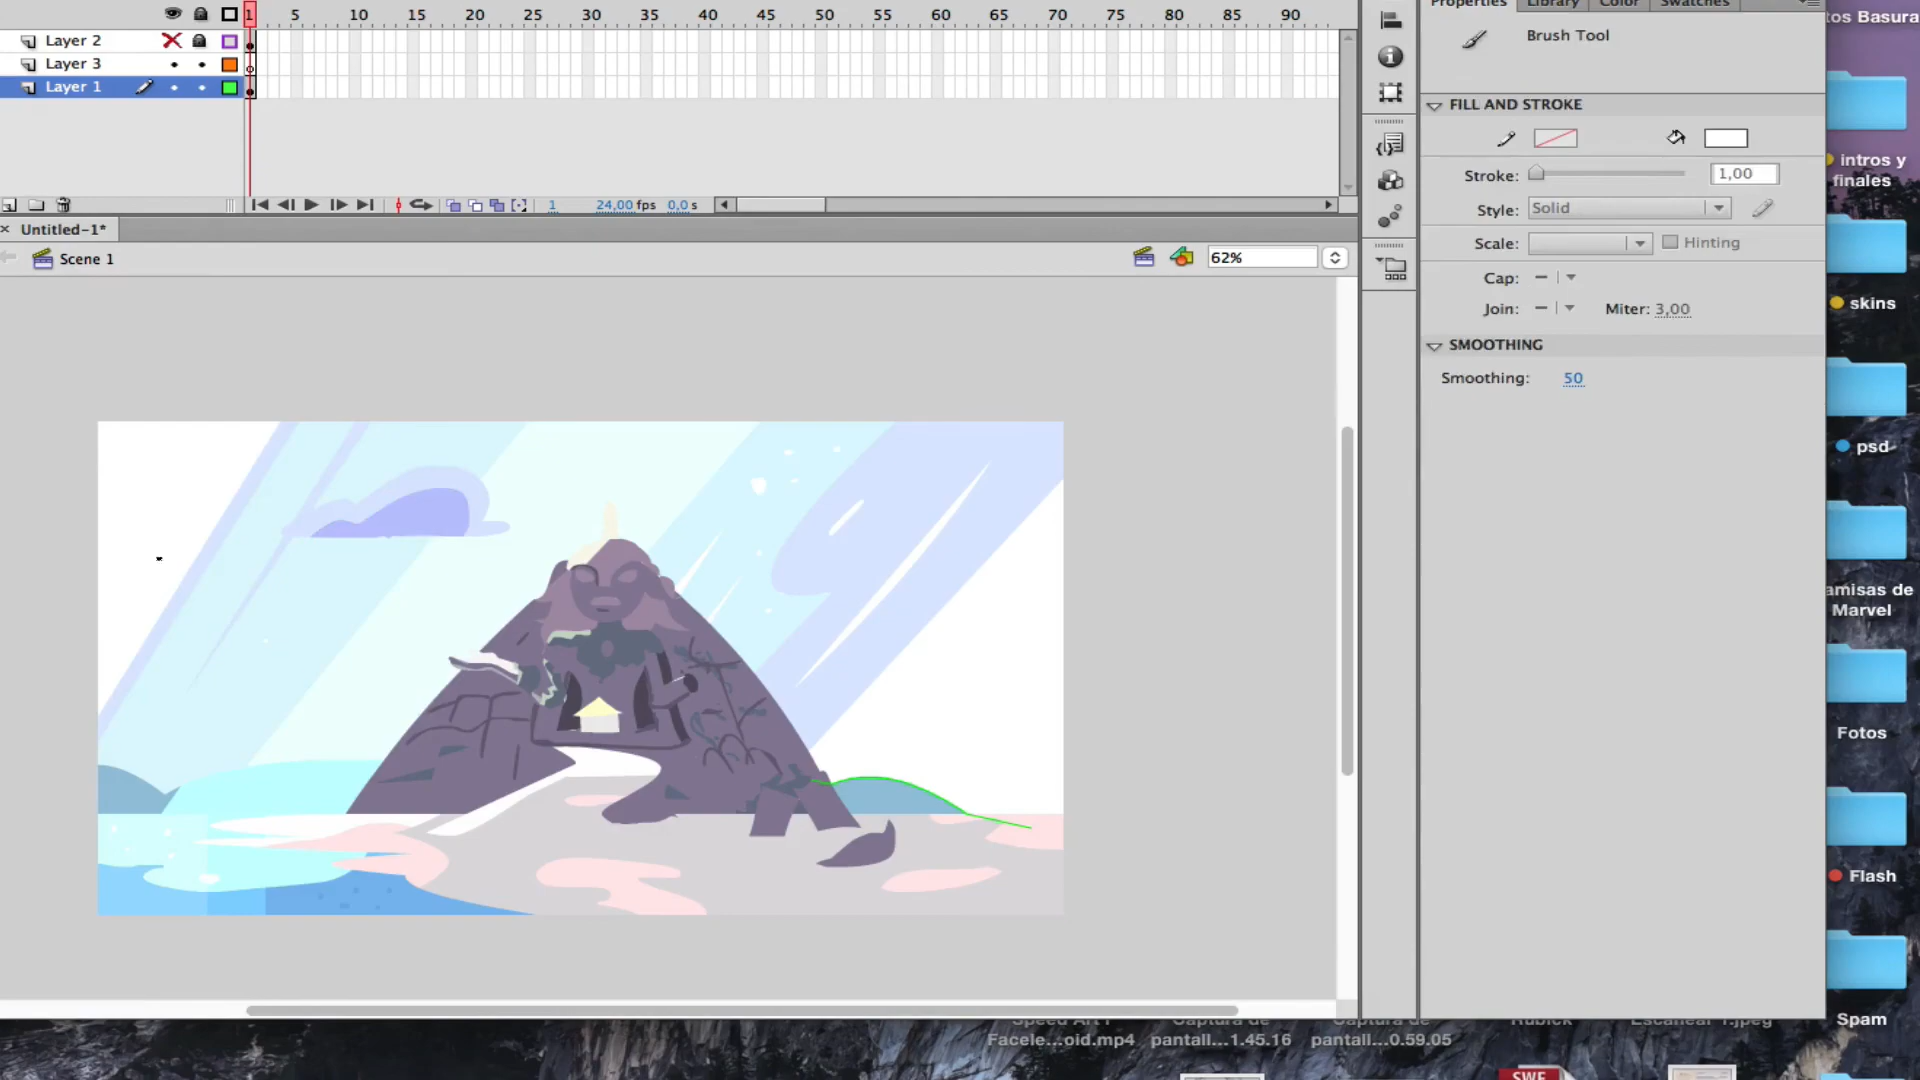 1 5 10 15 20 25 30 35 40 45 50 55 60 65 70 75 80 85 90
Layer 2
Layer 3
Layer 1
1 24,00 fps 0,0 s
Untitled-1*
Scene 1
62%
Properties Library Color Swatches
Brush Tool
FILL AND STROKE
Stroke: 1,00
Style: Solid
Scale: Hinting
Cap:
Join: Miter: 3,00
SMOOTHING
Smoothing: 50
tos Basura
intros y
finales
skins
psd
amisas de
Marvel
Fotos
Flash
Spam
Facele...oid.mp4 pantall...1.45.16 pantall...0.59.05
SWF